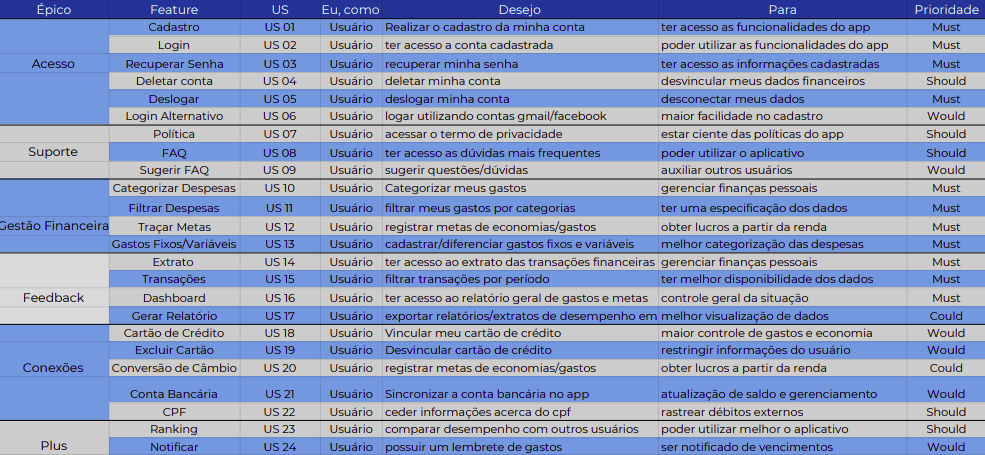 Épico Feature US Eu, como Desejo Para Prioridade
Cadastro US 01 Usuário Realizar o cadastro da minha conta ter acesso as funcionalidades do app Must
Login US 02 Usuário ter acesso a conta cadastrada poder utilizar as funcionalidades do app Must
Acesso Recuperar Senha US 03 Usuário recuperar minha senha ter acesso as informações cadastradas Must
Deletar conta US 04 Usuário deletar minha conta desvincular meus dados financeiros Should
Deslogar US 05 Usuário deslogar minha conta desconectar meus dados Must
Login Alternativo US 06 Usuário logar utilizando contas gmail/facebook maior facilidade no cadastro Would
Política US 07 Usuário acessar o termo de privacidade estar ciente das políticas do app Should
Suporte FAQ US 08 Usuário ter acesso as dúvidas mais frequentes poder utilizar o aplicativo Should
Sugerir FAQ US 09 Usuário sugerir questões/dúvidas auxiliar outros usuários Would
Categorizar Despesas US 10 Usuário Categorizar meus gastos gerenciar finanças pessoais Must
Filtrar Despesas US 11 Usuário filtrar meus gastos por categorias ter uma especificação dos dados Must
Gestão Financeira Traçar Metas US 12 Usuário registrar metas de economias/gastos obter lucros a partir da renda Must
Gastos Fixos/Variáveis US 13 Usuário cadastrar/diferenciar gastos fixos e variáveis melhor categorização das despesas Must
Extrato US 14 Usuário ter acesso ao extrato das transações financeiras gerenciar finanças pessoais Must
Transações US 15 Usuário filtrar transações por período ter melhor disponibilidade dos dados Must
Feedback Dashboard US 16 Usuário ter acesso ao relatório geral de gastos e metas controle geral da situação Must
Gerar Relatório US 17 Usuário exportar relatórios/extratos de desempenho em melhor visualização de dados Could
Cartão de Crédito US 18 Usuário Vincular meu cartão de crédito maior controle de gastos e economia Would
Excluir Cartão US 19 Usuário Desvincular cartão de crédito restringir informações do usuário Would
Conexões Conversão de Câmbio US 20 Usuário registrar metas de economias/gastos obter lucros a partir da renda Could
Conta Bancária US 21 Usuário Sincronizar a conta bancária no app atualização de saldo e gerenciamento Would
CPF US 22 Usuário ceder informações acerca do cpf rastrear débitos externos Should
Ranking US 23 Usuário comparar desempenho com outros usuários poder utilizar melhor o aplicativo Should
Plus Notificar US 24 Usuário possuir um lembrete de gastos ser notificado de vencimentos Would